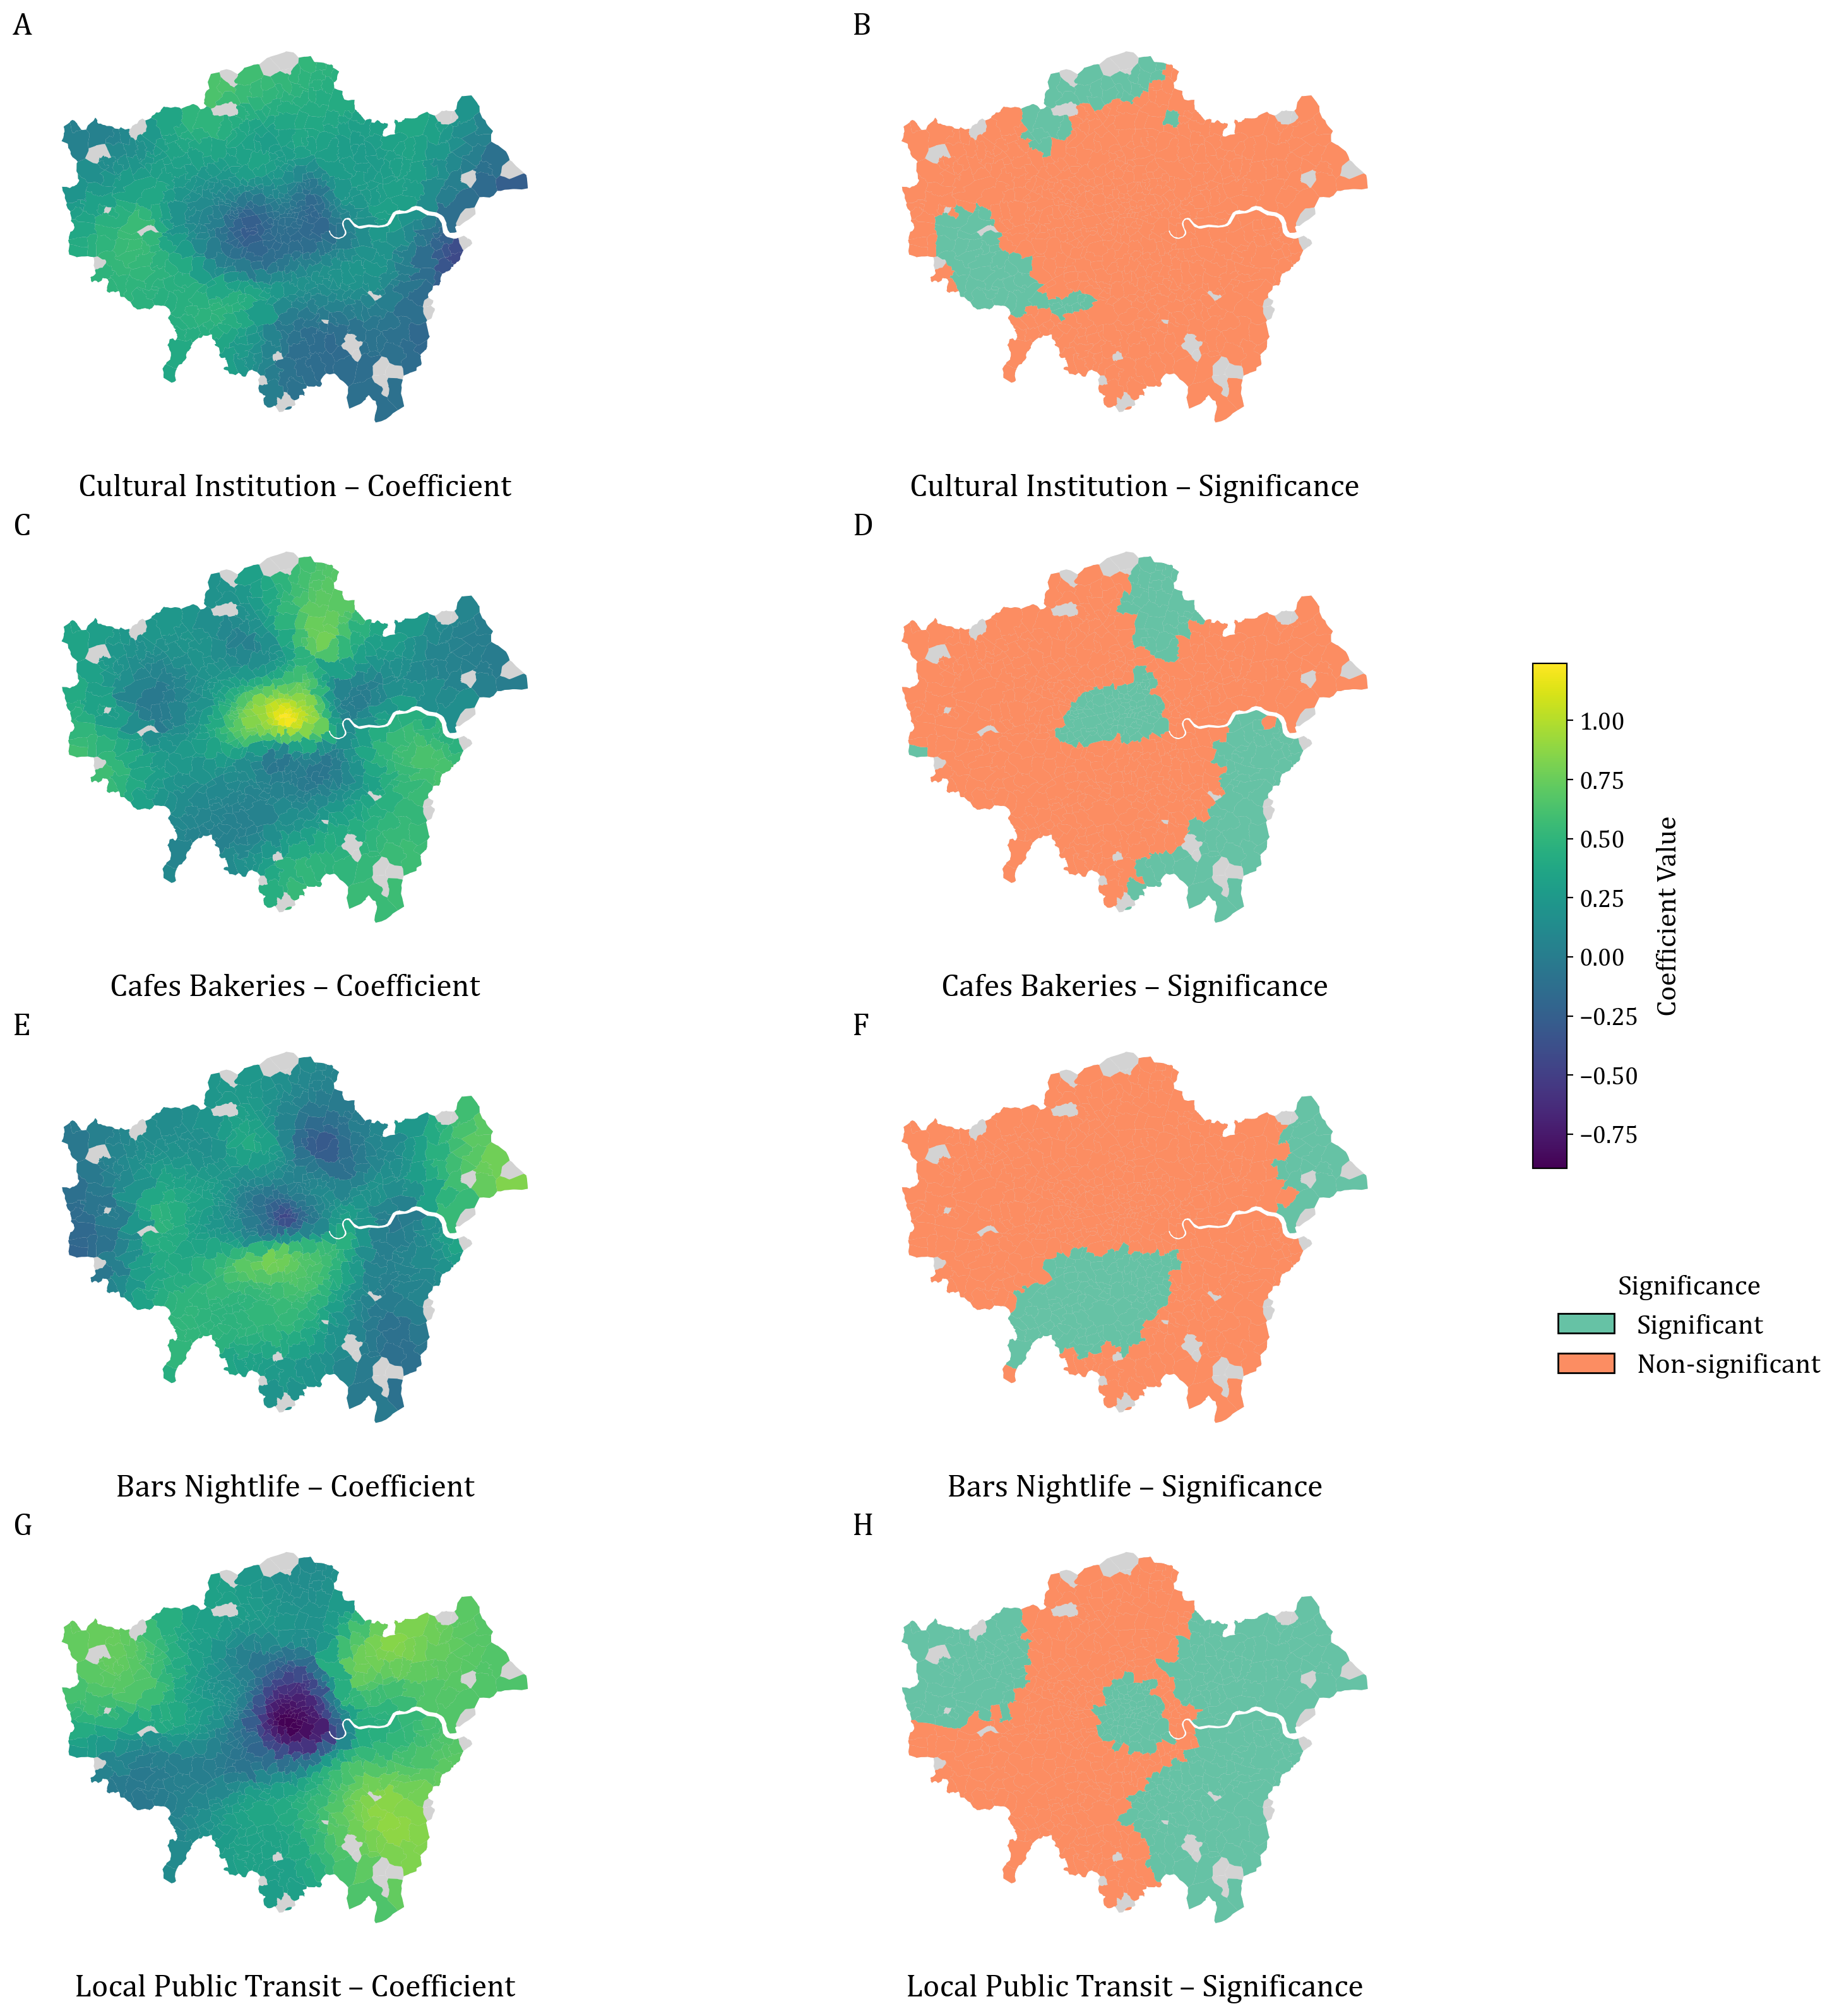 A
B
Cultural Institution – Coefficient
Cultural Institution – Significance
C
D
Cafes Bakeries – Coefficient
Cafes Bakeries – Significance
1.00
0.75
0.50
0.25
0.00
−0.25
−0.50
−0.75
Coefficient Value
E
F
Bars Nightlife – Coefficient
Bars Nightlife – Significance
Significance
Significant
Non-significant
G
H
Local Public Transit – Coefficient
Local Public Transit – Significance